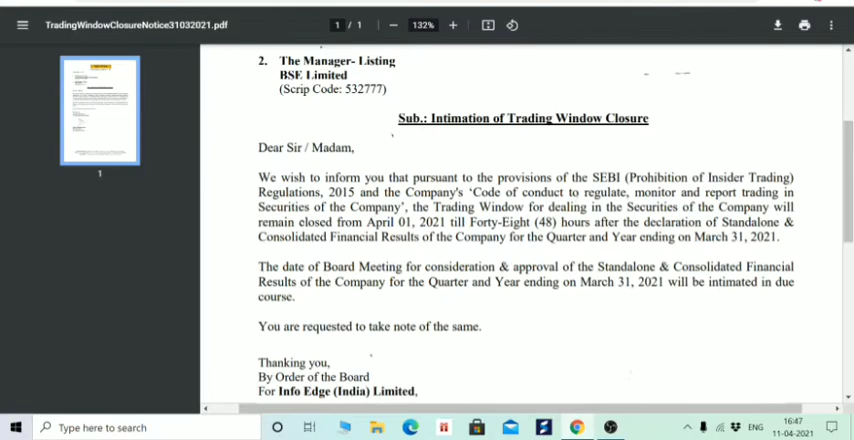 TradingWindowClosureNotice31032021.pdf
1 / 1
132%
2. The Manager- Listing
BSE Limited
(Scrip Code: 532777)
Sub.: Intimation of Trading Window Closure
Dear Sir / Madam,
We wish to inform you that pursuant to the provisions of the SEBI (Prohibition of Insider Trading)
Regulations, 2015 and the Company's 'Code of conduct to regulate, monitor and report trading in
Securities of the Company', the Trading Window for dealing in the Securities of the Company will
remain closed from April 01, 2021 till Forty-Eight (48) hours after the declaration of Standalone &
Consolidated Financial Results of the Company for the Quarter and Year ending on March 31, 2021.
The date of Board Meeting for consideration & approval of the Standalone & Consolidated Financial
Results of the Company for the Quarter and Year ending on March 31, 2021 will be intimated in due
course.
You are requested to take note of the same.
Thanking you,
By Order of the Board
For Info Edge (India) Limited,
1
Type here to search
ENG
16:47
11-04-2021